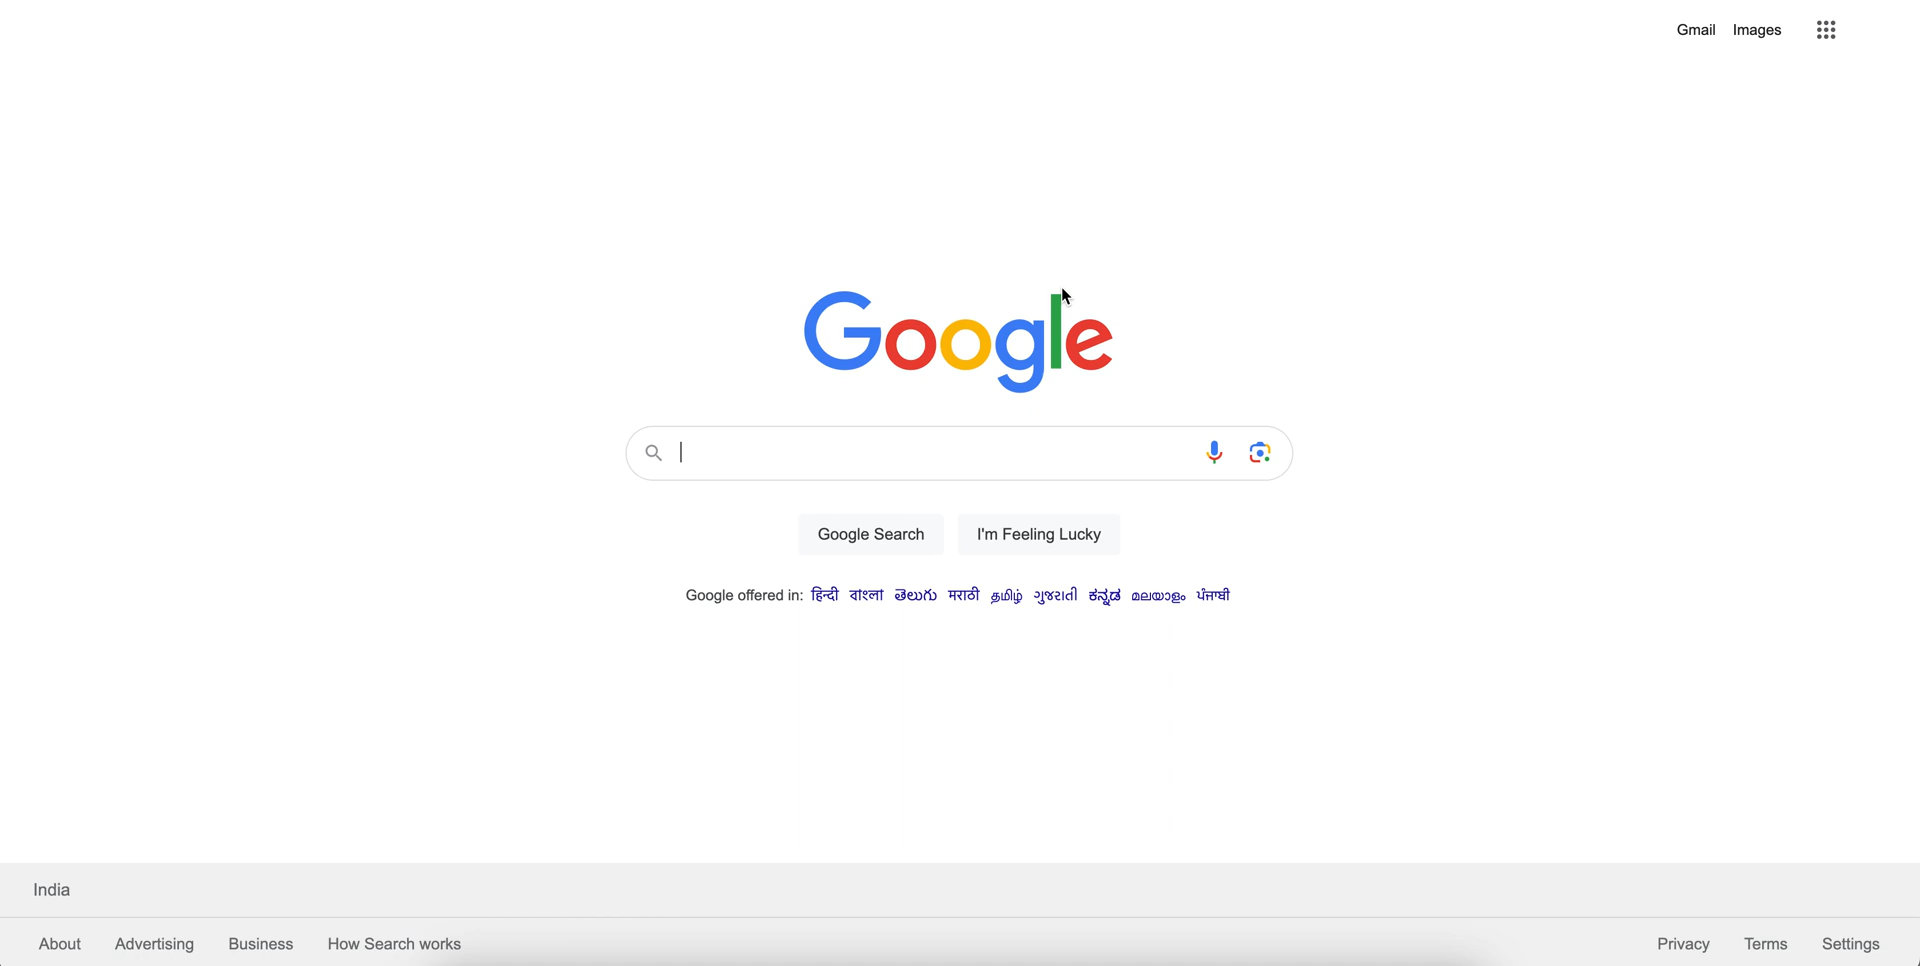 Gmail Images
Google
Google Search I'm Feeling Lucky
Google offered in: हिन्दी বাংলা తెలుగు मराठी தமிழ் ગુજરાતી ಕನ್ನಡ മലയാളം ਪੰਜਾਬੀ
India
About Advertising Business How Search works Privacy Terms Settings